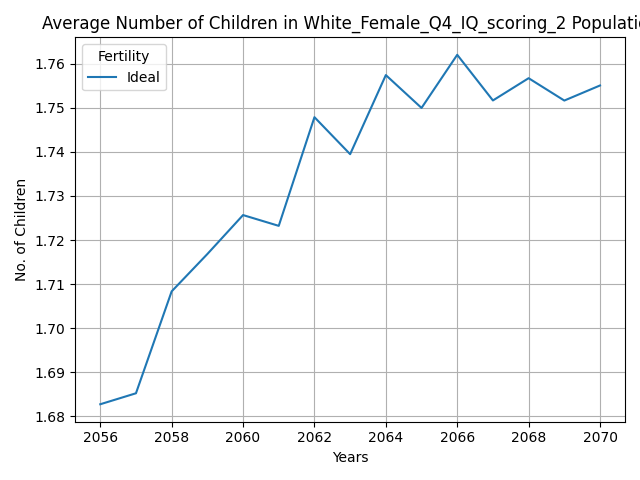 Average Number of Children in White_Female_Q4_IQ_scoring_2 Populatio
Fertility
Ideal
No. of Children
1.76
1.75
1.74
1.73
1.72
1.71
1.70
1.69
1.68
2056 2058 2060 2062 2064 2066 2068 2070
Years